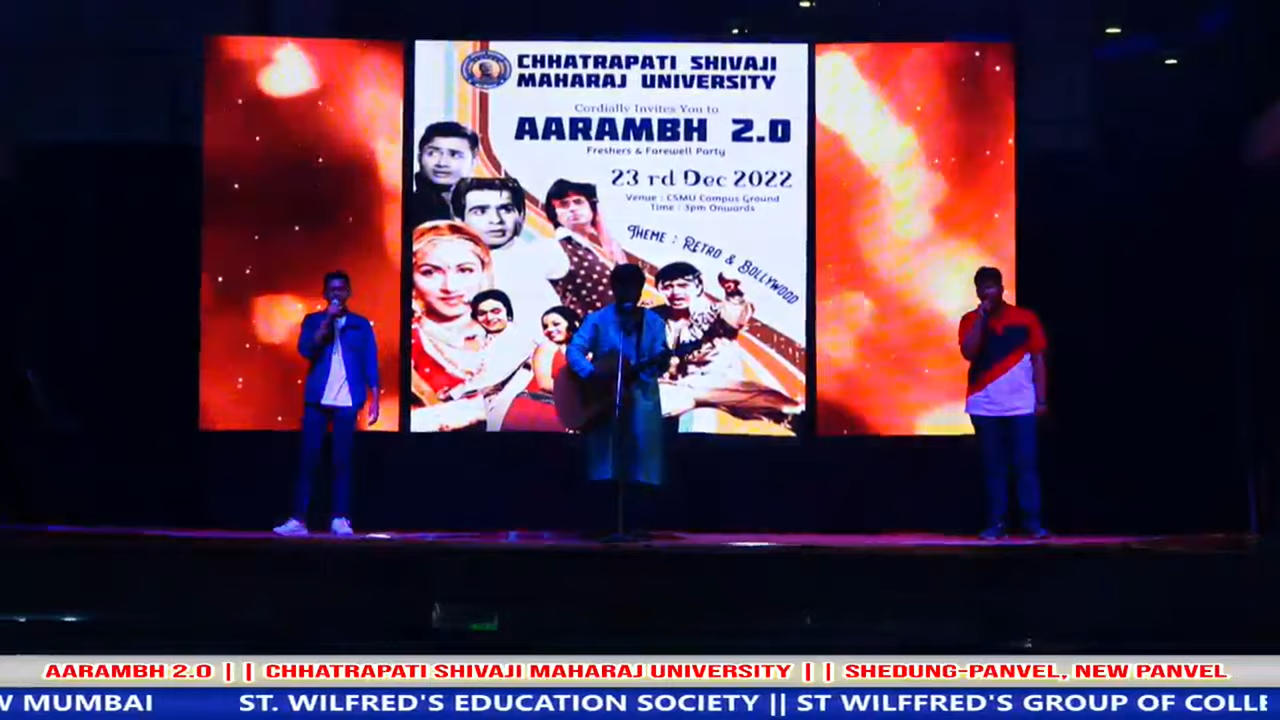 CHHATRAPATI SHIVAJI
MAHARAJ UNIVERSITY
Cordially Invites You to
AARAMBH 2.0
Freshers & Farewell Party
23 rd Dec 2022
Venue : CSMU Campus Ground
Time : 3pm Onwards
THEME : RETRO & BOLLYWOOD
AARAMBH 2.0 | | CHHATRAPATI SHIVAJI MAHARAJ UNIVERSITY | | SHEDUNG-PANVEL, NEW PANVEL
W MUMBAI ST. WILFRED'S EDUCATION SOCIETY || ST WILFFRED'S GROUP OF COLLE